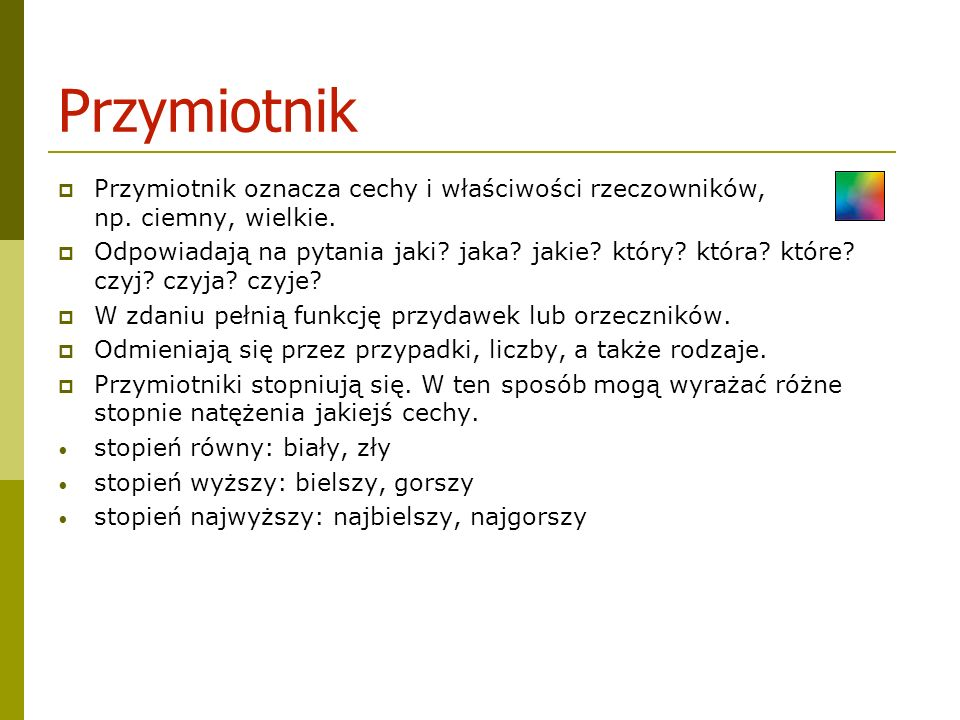 Przymiotnik
Przymiotnik oznacza cechy i właściwości rzeczowników,
np. ciemny, wielkie.
Odpowiadają na pytania jaki? jaka? jakie? który? która? które?
czyj? czyja? czyje?
W zdaniu pełnią funkcję przydawek lub orzeczników.
Odmieniają się przez przypadki, liczby, a także rodzaje.
Przymiotniki stopniują się. W ten sposób mogą wyrażać różne
stopnie natężenia jakiejś cechy.
stopień równy: biały, zły
stopień wyższy: bielszy, gorszy
stopień najwyższy: najbielszy, najgorszy